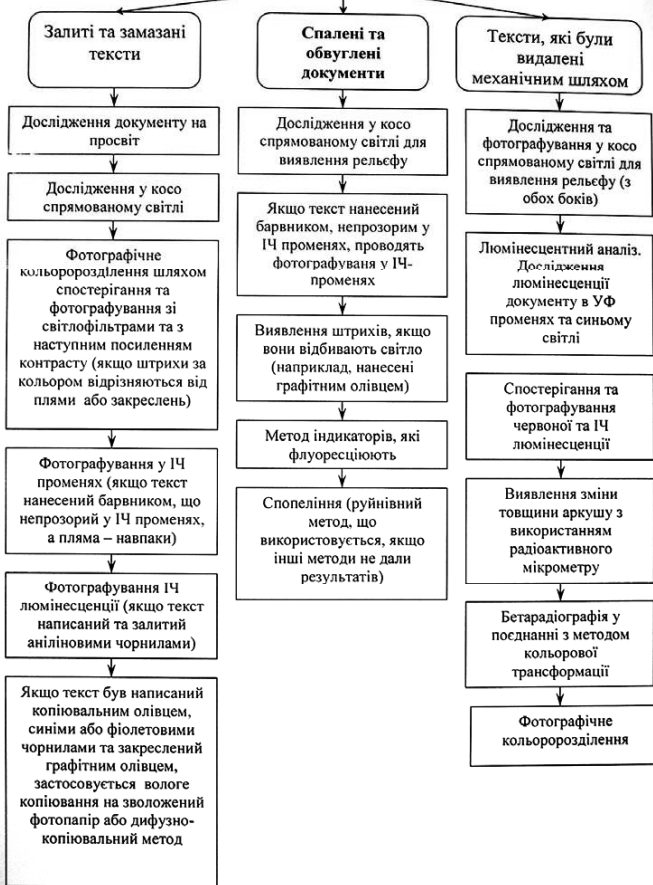 Залиті та замазані
тексти
Дослідження документу на
просвіт
Дослідження у косо
спрямованому світлі
Фотографічне
кольоророзділення шляхом
спостерігання та
фотографування зі
світлофільтрами та з
наступним посиленням
контрасту (якщо штрихи за
кольором відрізняються від
плями або закреслень)
Фотографування у ІЧ
променях (якщо текст
нанесений барвником, що
непрозорий у ІЧ променях,
а пляма – навпаки)
Фотографування ІЧ
люмінесценції (якщо текст
написаний та залитий
аніліновими чорнилами)
Якщо текст був написаний
копіювальним олівцем,
синіми або фіолетовими
чорнилами та закреслений
графітним олівцем,
застосовується вологе
копіювання на зволожений
фотопапір або дифузно-
копіювальний метод
Спалені та
обвуглені
документи
Дослідження у косо
спрямованому світлі для
виявлення рельєфу
Якщо текст нанесений
барвником, непрозорим у
ІЧ променях, проводять
фотографуваня у ІЧ-
променях
Виявлення штрихів, якщо
вони відбивають світло
(наприклад, нанесені
графітним олівцем)
Метод індикаторів, які
флуоресціюють
Спопеління (руйнівний
метод, що
використовується, якщо
інші методи не дали
результатів)
Тексти, які були
видалені
механічним шляхом
Дослідження та
фотографування у косо
спрямованому світлі для
виявлення рельєфу (з
обох боків)
Люмінесцентний аналіз.
Дослідження
люмінесценції
документу в УФ
променях та синьому
світлі
Спостерігання та
фотографування
червоної та ІЧ
люмінесценції
Виявлення зміни
товщини аркушу з
використанням
радіоактивного
мікрометру
Бетарадіографія у
поєднанні з методом
кольорової
трансформації
Фотографічне
кольоророзділення